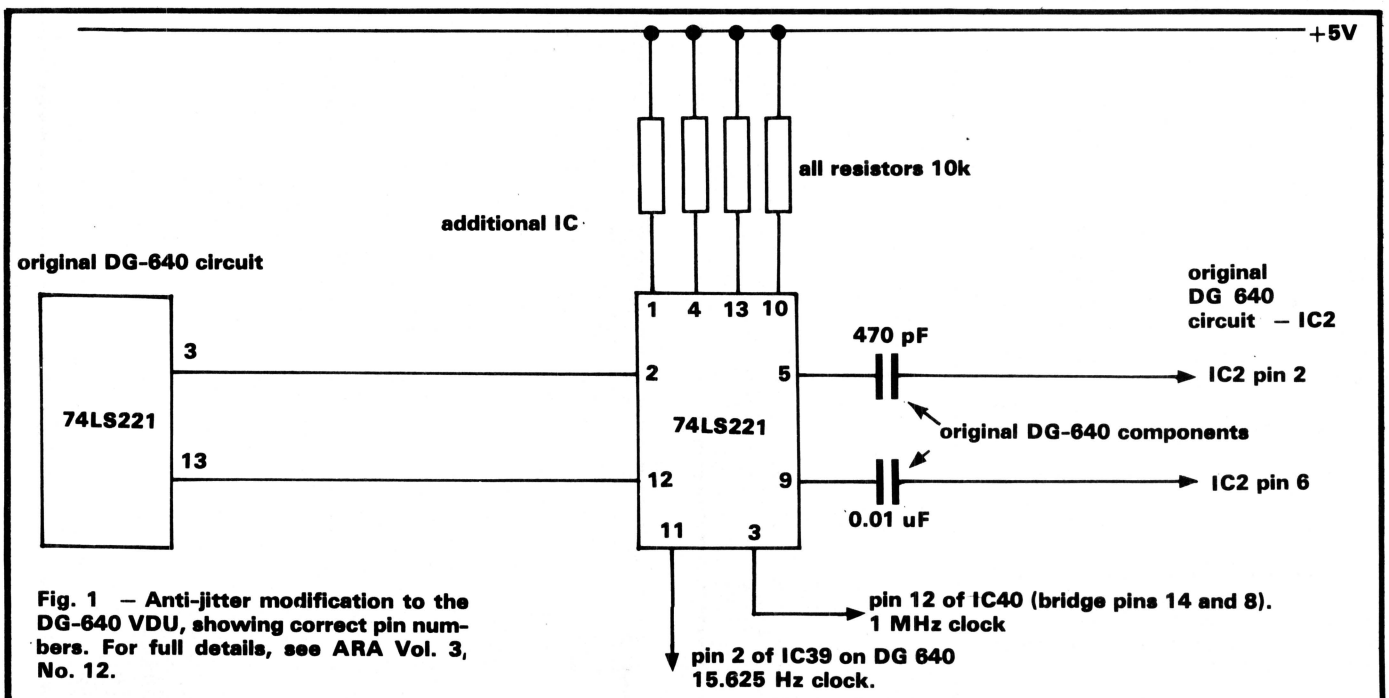 +5V
all resistors 10k
additional IC
original DG-640 circuit
original
DG 640
circuit – IC2
1 4 13 10
470 pF
3
2
5
IC2 pin 2
74LS221
74LS221
original DG-640 components
13
12
9
IC2 pin 6
0.01 uF
11 3
Fig. 1 – Anti-jitter modification to the
DG-640 VDU, showing correct pin num-
bers. For full details, see ARA Vol. 3,
No. 12.
pin 12 of IC40 (bridge pins 14 and 8).
1 MHz clock
pin 2 of IC39 on DG 640
15.625 Hz clock.